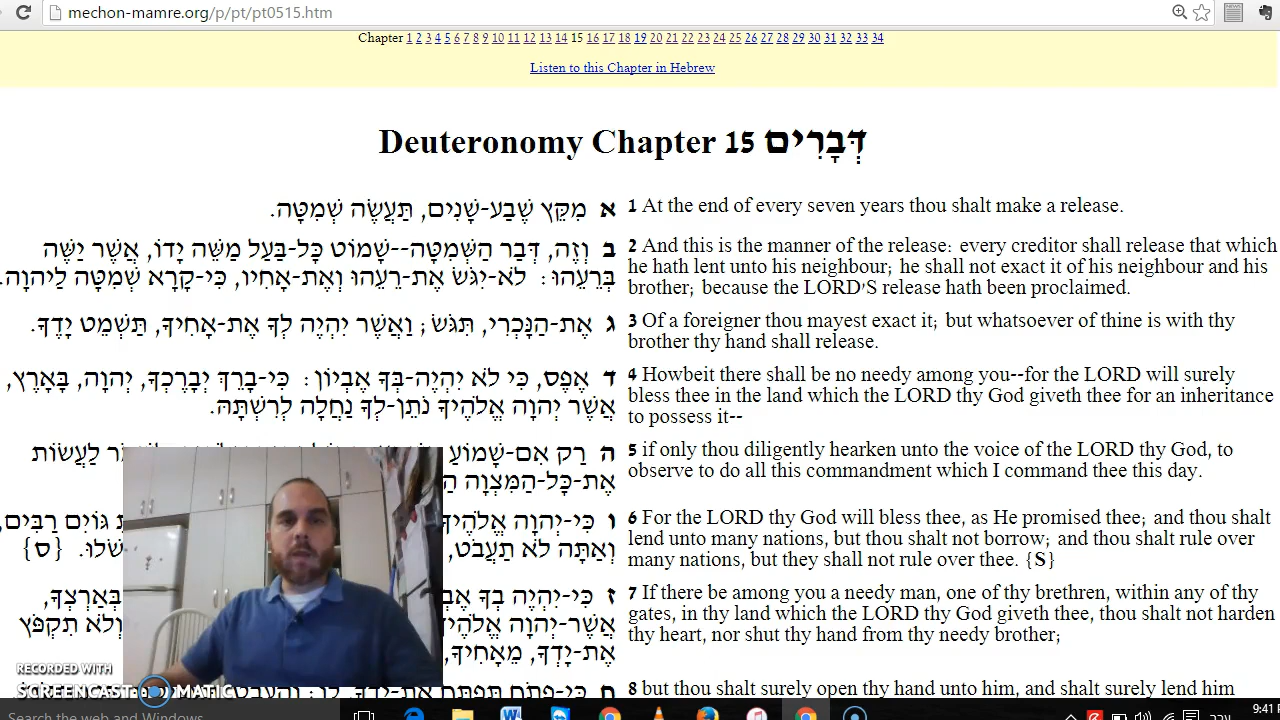 mechon-mamre.org/p/pt/pt0515.htm
Chapter 1 2 3 4 5 6 7 8 9 10 11 12 13 14 15 16 17 18 19 20 21 22 23 24 25 26 27 28 29 30 31 32 33 34
Listen to this Chapter in Hebrew
Deuteronomy Chapter 15 דְּבָרִים
א מִקֵּץ שֶׁבַע-שָׁנִים, תַּעֲשֶׂה שְׁמִטָּה.
1 At the end of every seven years thou shalt make a release.
ב וְזֶה, דְּבַר הַשְּׁמִטָּה--שָׁמוֹט כָּל-בַּעַל מַשֵּׁה יָדוֹ, אֲשֶׁר יַשֶּׁה
בְּרֵעֵהוּ: לֹא-יִגֹּשׂ אֶת-רֵעֵהוּ וְאֶת-אָחִיו, כִּי-קָרָא שְׁמִטָּה לַיהוָה.
2 And this is the manner of the release: every creditor shall release that which
he hath lent unto his neighbour; he shall not exact it of his neighbour and his
brother; because the LORD'S release hath been proclaimed.
ג אֶת-הַנָּכְרִי, תִּגֹּשׂ; וַאֲשֶׁר יִהְיֶה לְךָ אֶת-אָחִיךָ, תַּשְׁמֵט יָדֶךָ.
3 Of a foreigner thou mayest exact it; but whatsoever of thine is with thy
brother thy hand shall release.
ד אֶפֶס, כִּי לֹא יִהְיֶה-בְּךָ אֶבְיוֹן: כִּי-בָרֵךְ יְבָרֶכְךָ, יְהוָה, בָּאָרֶץ,
אֲשֶׁר יְהוָה אֱלֹהֶיךָ נֹתֵן-לְךָ נַחֲלָה לְרִשְׁתָּהּ.
4 Howbeit there shall be no needy among you--for the LORD will surely
bless thee in the land which the LORD thy God giveth thee for an inheritance
to possess it--
ה רַק אִם-שָׁמוֹעַ לַעֲשׂוֹת
אֶת-כָּל-הַמִּצְוָה
5 if only thou diligently hearken unto the voice of the LORD thy God, to
observe to do all this commandment which I command thee this day.
ו כִּי-יְהוָה אֱלֹהֶיךָ גּוֹיִם רַבִּים,
וְאַתָּה לֹא תַעֲבֹט, {ס}
6 For the LORD thy God will bless thee, as He promised thee; and thou shalt
lend unto many nations, but thou shalt not borrow; and thou shalt rule over
many nations, but they shall not rule over thee. {S}
ז כִּי-יִהְיֶה בְךָ בְּאַרְצְךָ,
אֲשֶׁר-יְהוָה אֱלֹהֶיךָ וְלֹא תִקְפֹּץ
אֶת-יָדְךָ, מֵאָחִיךָ,
7 If there be among you a needy man, one of thy brethren, within any of thy
gates, in thy land which the LORD thy God giveth thee, thou shalt not harden
thy heart, nor shut thy hand from thy needy brother;
ח כִּי-פָתֹחַ תִּפְתַּח אֶת-יָדְךָ
8 but thou shalt surely open thy hand unto him, and shalt surely lend him
RECORDED WITH
SCREENCAST MATIC
Search the web and Windows
9:41